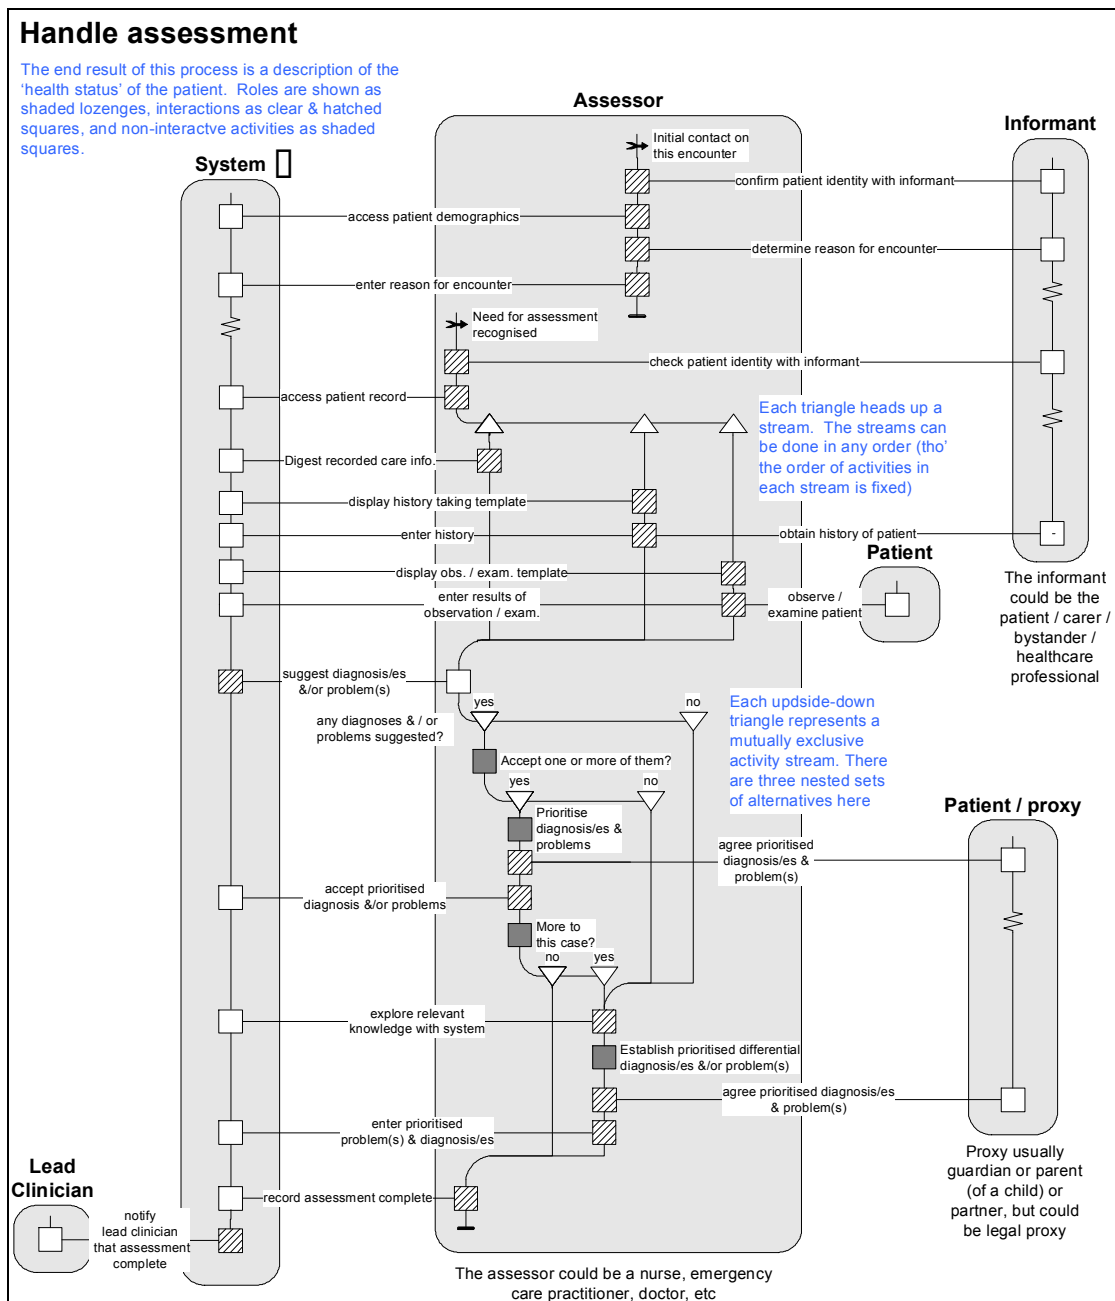 Handle assessment
The end result of this process is a description of the
‘health status’ of the patient.  Roles are shown as
shaded lozenges, interactions as clear & hatched
squares, and non-interactve activities as shaded
squares.
Assessor
Informant
System
Initial contact on
this encounter
confirm patient identity with informant
access patient demographics
determine reason for encounter
enter reason for encounter
Need for assessment
recognised
check patient identity with informant
access patient record
Each triangle heads up a
stream.  The streams can
be done in any order (tho’
the order of activities in
each stream is fixed)
Digest recorded care info.
display history taking template
enter history
obtain history of patient
-
Patient
display obs. / exam. template
enter results of
observation / exam.
observe /
examine patient
The informant
could be the
patient / carer /
bystander /
healthcare
professional
suggest diagnosis/es
&/or problem(s)
any diagnoses & / or
problems suggested?
yes
no
Each updside-down
triangle represents a
mutually exclusive
activity stream. There
are three nested sets
of alternatives here
Accept one or more of them?
yes
no
Patient / proxy
Prioritise
diagnosis/es &
problems
agree prioritised
diagnosis/es &
problem(s)
accept prioritised
diagnosis &/or problems
More to
this case?
no
yes
explore relevant
knowledge with system
Establish prioritised differential
diagnosis/es &/or problem(s)
agree prioritised diagnosis/es
& problem(s)
enter prioritised
problem(s) & diagnosis/es
Proxy usually
guardian or parent
(of a child) or
partner, but could
be legal proxy
Lead
Clinician
record assessment complete
notify
lead clinician
that assessment
complete
The assessor could be a nurse, emergency
care practitioner, doctor, etc